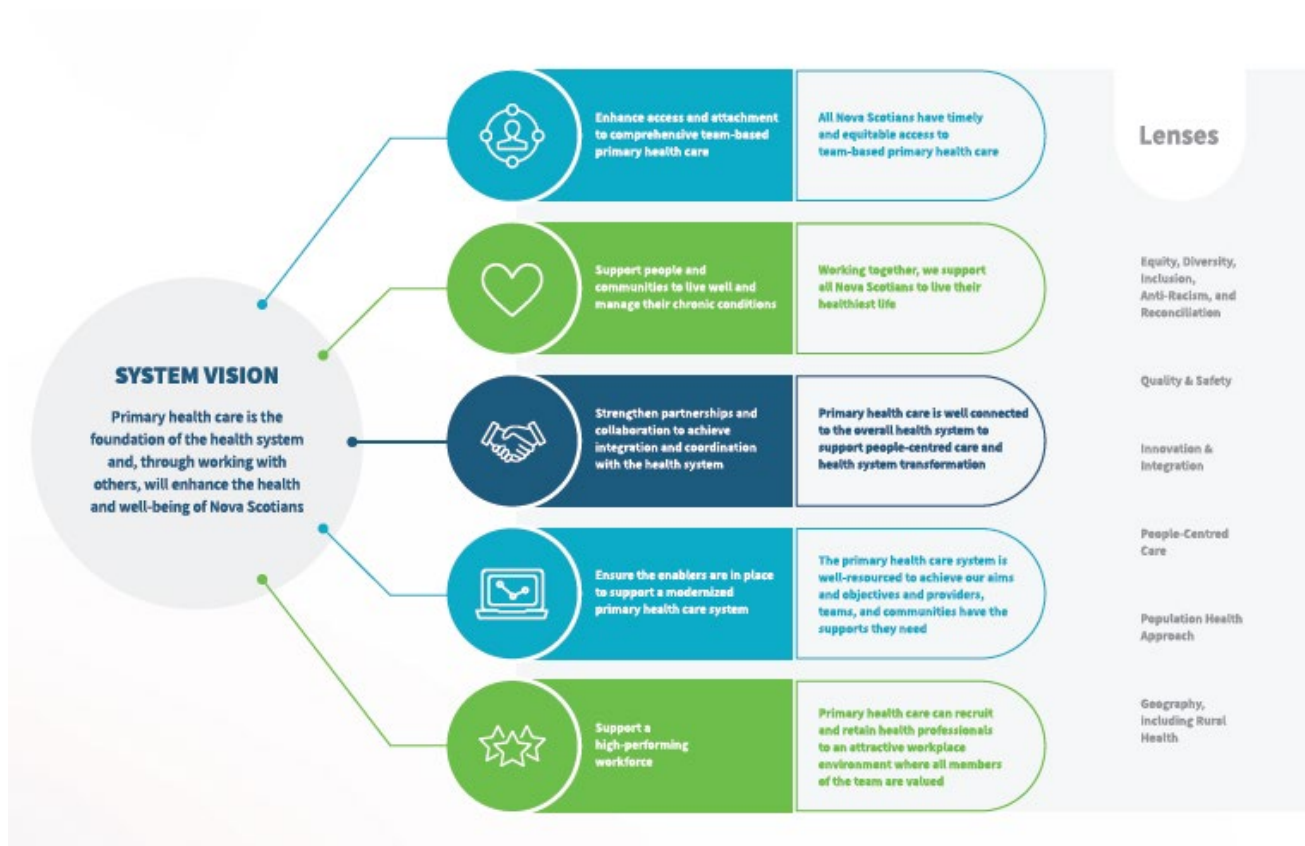 SYSTEM VISION
Primary health care is the
foundation of the health system
and, through working with
others, will enhance the health
and well-being of Nova Scotians
Enhance access and attachment
to comprehensive team-based
primary health care
All Nova Scotians have timely
and equitable access to
team-based primary health care
Support people and
communities to live well and
manage their chronic conditions
Working together, we support
all Nova Scotians to live their
healthiest life
Strengthen partnerships and
collaboration to achieve
integration and coordination
with the health system
Primary health care is well connected
to the overall health system to
support people-centred care and
health system transformation
Ensure the enablers are in place
to support a modernized
primary health care system
The primary health care system is
well-resourced to achieve our aims
and objectives and providers,
teams, and communities have the
supports they need
Support a
high-performing
workforce
Primary health care can recruit
and retain health professionals
to an attractive workplace
environment where all members
of the team are valued
Lenses
Equity, Diversity,
Inclusion,
Anti-Racism, and
Reconciliation
Quality & Safety
Innovation &
Integration
People-Centred
Care
Population Health
Approach
Geography,
including Rural
Health